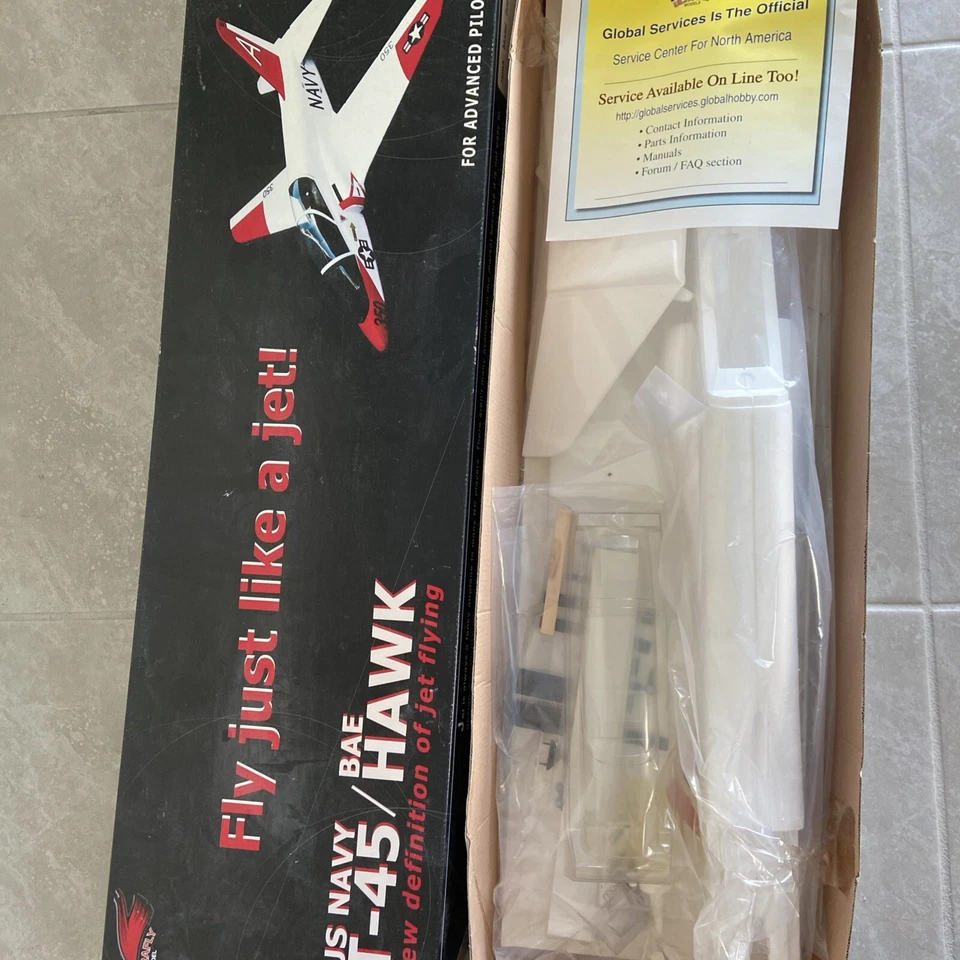 FOR ADVANCED PILO
NAVY
A
350
350
350
Fly just like a jet!
US NAVY
BAE
T-45/HAWK
ew definition of jet flying
Global Services Is The Official
Service Center For North America
Service Available On Line Too!
http://globalservices.globalhobby.com
• Contact Information
• Parts Information
• Manuals
• Forum / FAQ section